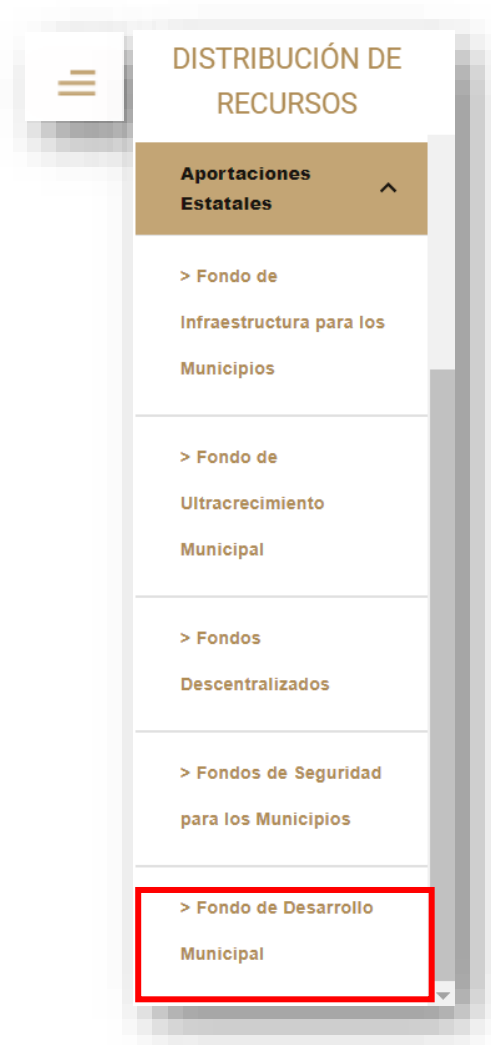 DISTRIBUCIÓN DE
RECURSOS
Aportaciones
Estatales
> Fondo de
Infraestructura para los
Municipios
> Fondo de
Ultracrecimiento
Municipal
> Fondos
Descentralizados
> Fondos de Seguridad
para los Municipios
> Fondo de Desarrollo
Municipal